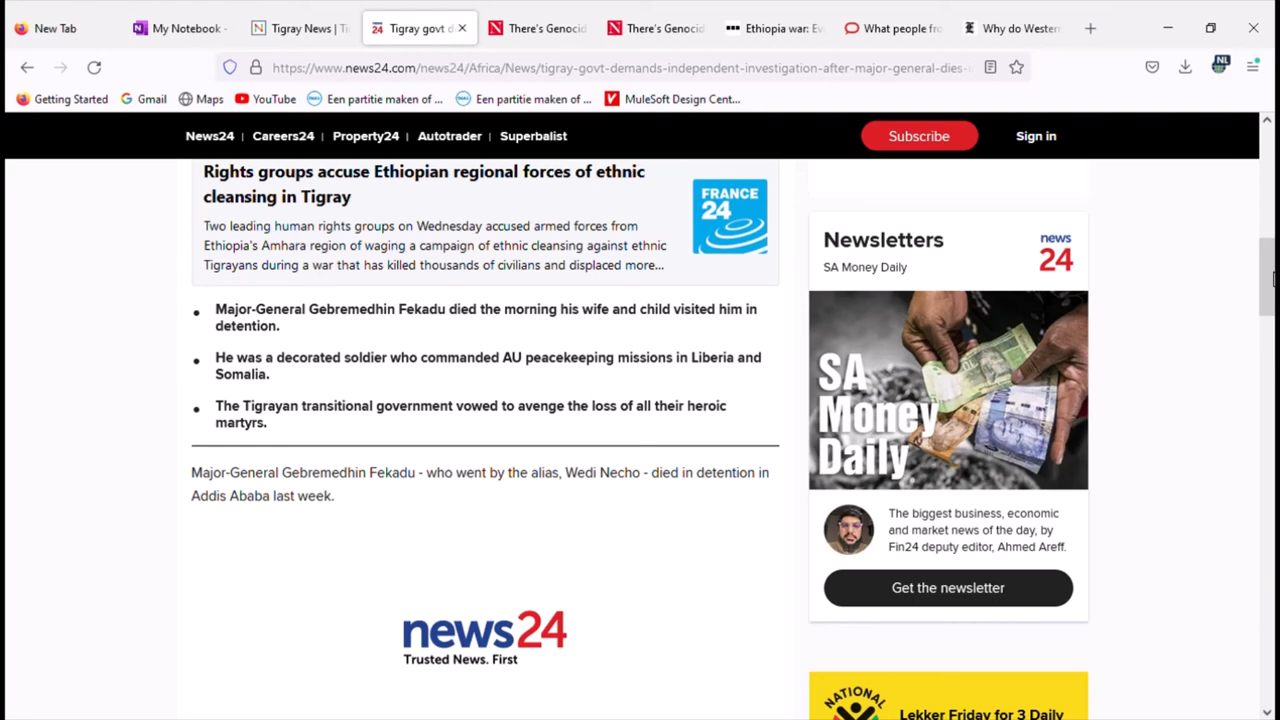 New Tab
My Notebook -
Tigray News | Ti
Tigray govt d
There's Genocid
There's Genocid
Ethiopia war: Ev
What people fro
Why do Western
https://www.news24.com/news24/Africa/News/tigray-govt-demands-independent-investigation-after-major-general-dies-i
NL
Getting Started
Gmail
Maps
YouTube
Een partitie maken of ...
Een partitie maken of ...
MuleSoft Design Cent...
News24 | Careers24 | Property24 | Autotrader | Superbalist
Subscribe
Sign in
Rights groups accuse Ethiopian regional forces of ethnic
cleansing in Tigray
Two leading human rights groups on Wednesday accused armed forces from
Ethiopia's Amhara region of waging a campaign of ethnic cleansing against ethnic
Tigrayans during a war that has killed thousands of civilians and displaced more...
FRANCE
24
• Major-General Gebremedhin Fekadu died the morning his wife and child visited him in
detention.
• He was a decorated soldier who commanded AU peacekeeping missions in Liberia and
Somalia.
• The Tigrayan transitional government vowed to avenge the loss of all their heroic
martyrs.
Major-General Gebremedhin Fekadu - who went by the alias, Wedi Necho - died in detention in
Addis Ababa last week.
news24
Trusted News. First
Newsletters
SA Money Daily
news
24
SA
Money
Daily
The biggest business, economic
and market news of the day, by
Fin24 deputy editor, Ahmed Areff.
Get the newsletter
NATIONAL
Lekker Friday for 3 Daily